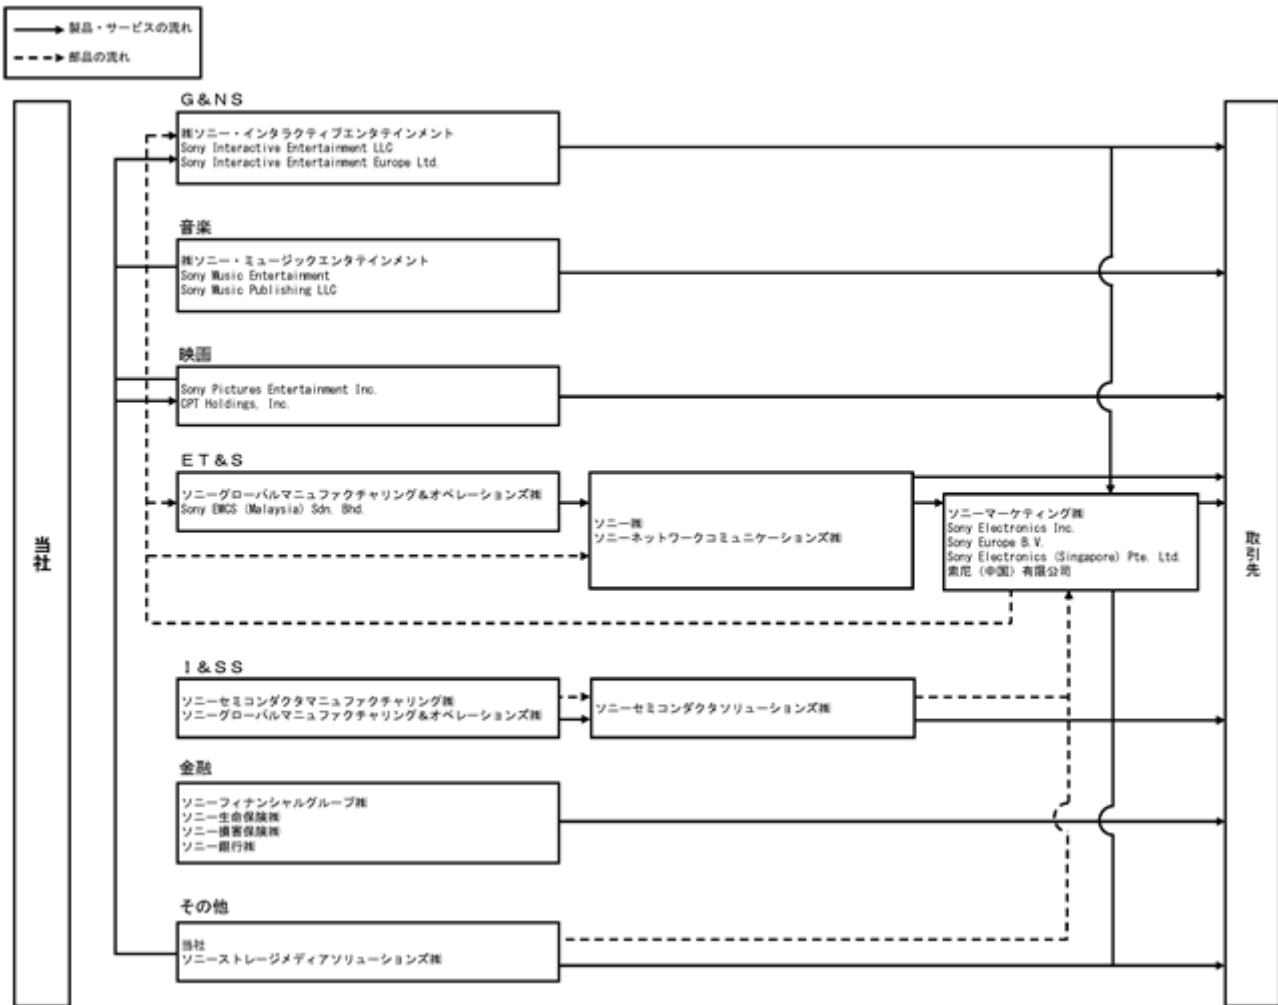 製品・サービスの流れ
部品の流れ
当社
G&NS
㈱ソニー・インタラクティブエンタテインメント
Sony Interactive Entertainment LLC
Sony Interactive Entertainment Europe Ltd.
音楽
㈱ソニー・ミュージックエンタテインメント
Sony Music Entertainment
Sony Music Publishing LLC
映画
Sony Pictures Entertainment Inc.
CPT Holdings, Inc.
ET&S
ソニーグローバルマニュファクチャリング&オペレーションズ㈱
Sony EMCS (Malaysia) Sdn. Bhd.
ソニー㈱
ソニーネットワークコミュニケーションズ㈱
ソニーマーケティング㈱
Sony Electronics Inc.
Sony Europe B.V.
Sony Electronics (Singapore) Pte. Ltd.
索尼（中国）有限公司
I&SS
ソニーセミコンダクタマニュファクチャリング㈱
ソニーグローバルマニュファクチャリング&オペレーションズ㈱
ソニーセミコンダクタソリューションズ㈱
金融
ソニーフィナンシャルグループ㈱
ソニー生命保険㈱
ソニー損害保険㈱
ソニー銀行㈱
その他
当社
ソニーストレージメディアソリューションズ㈱
取引先